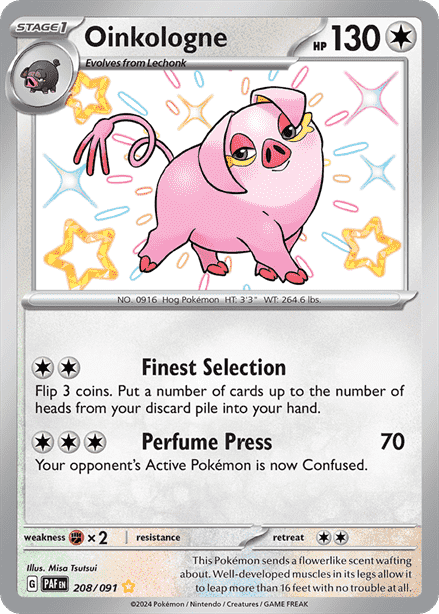 STAGE1
Oinkologne
HP 130
Evolves from Lechonk
NO. 0916 Hog Pokémon HT: 3'3" WT: 264.6 lbs.
Finest Selection
Flip 3 coins. Put a number of cards up to the number of
heads from your discard pile into your hand.
Perfume Press 70
Your opponent's Active Pokémon is now Confused.
weakness ×2 resistance retreat
Illus. Misa Tsutsui
G PAF EN 208/091
This Pokémon sends a flowerlike scent wafting
about. Well-developed muscles in its legs allow it
to leap more than 16 feet with no trouble at all.
©2024 Pokémon / Nintendo / Creatures / GAME FREAK